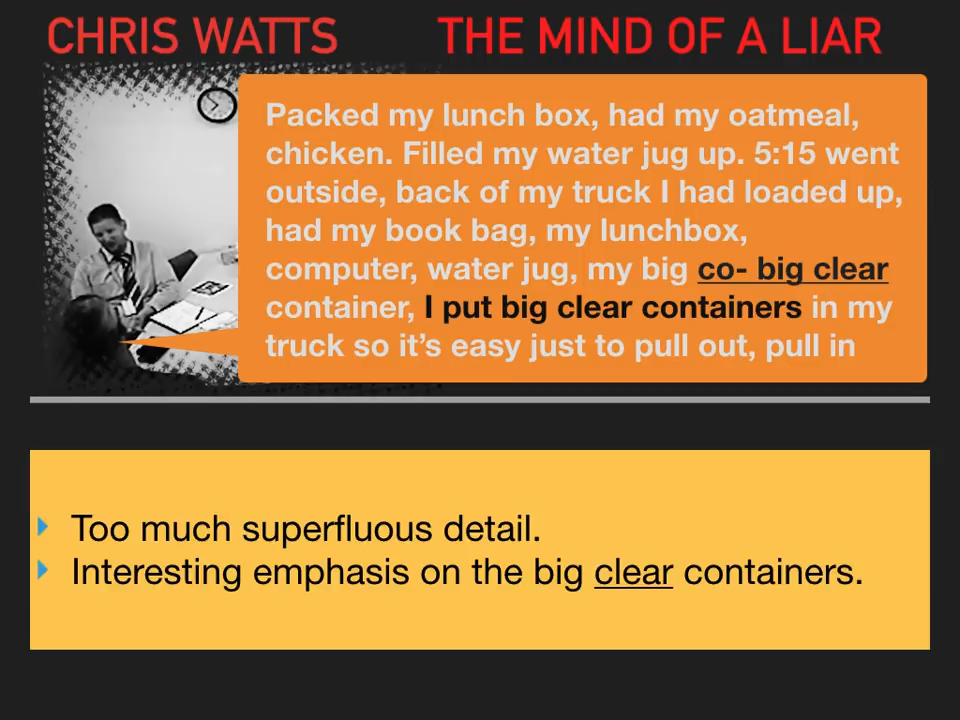 CHRIS WATTS THE MIND OF A LIAR
Packed my lunch box, had my oatmeal,
chicken. Filled my water jug up. 5:15 went
outside, back of my truck I had loaded up,
had my book bag, my lunchbox,
computer, water jug, my big co- big clear
container, I put big clear containers in my
truck so it’s easy just to pull out, pull in
Too much superfluous detail.
Interesting emphasis on the big clear containers.